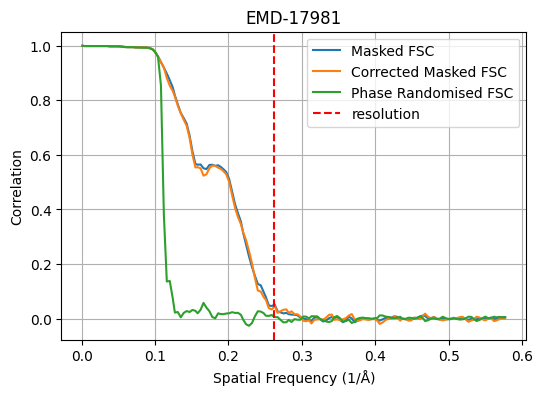 EMD-17981
Masked FSC
Corrected Masked FSC
Phase Randomised FSC
resolution
Correlation
1.0
0.8
0.6
0.4
0.2
0.0
0.0 0.1 0.2 0.3 0.4 0.5 0.6
Spatial Frequency (1/Å)